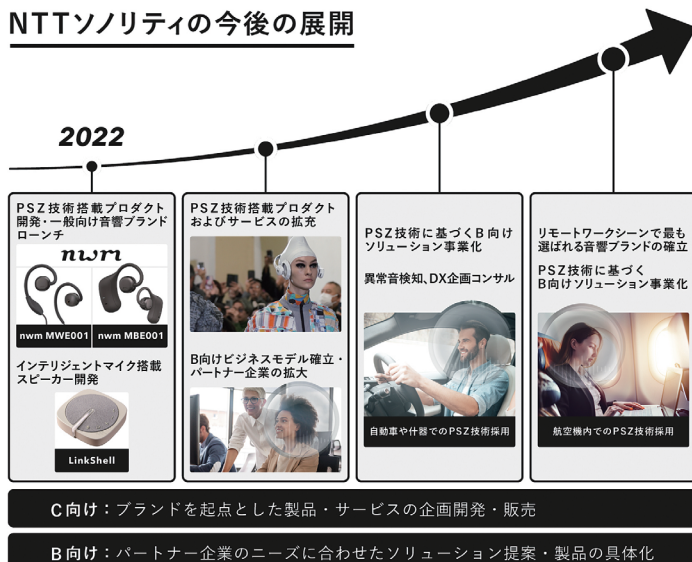 NTTソノリティの今後の展開
2022
PSZ技術搭載プロダクト
開発・一般向け音響ブランド
ローンチ
nwm
nwm MWE001
nwm MBE001
インテリジェントマイク搭載
スピーカー開発
LinkShell
PSZ技術搭載プロダクト
およびサービスの拡充
B向けビジネスモデル確立・
パートナー企業の拡大
PSZ技術に基づくB向け
ソリューション事業化
異常音検知、DX企画コンサル
自動車や什器でのPSZ技術採用
リモートワークシーンで最も
選ばれる音響ブランドの確立
PSZ技術に基づく
B向けソリューション事業化
航空機内でのPSZ技術採用
C向け：ブランドを起点とした製品・サービスの企画開発・販売
B向け：パートナー企業のニーズに合わせたソリューション提案・製品の具体化